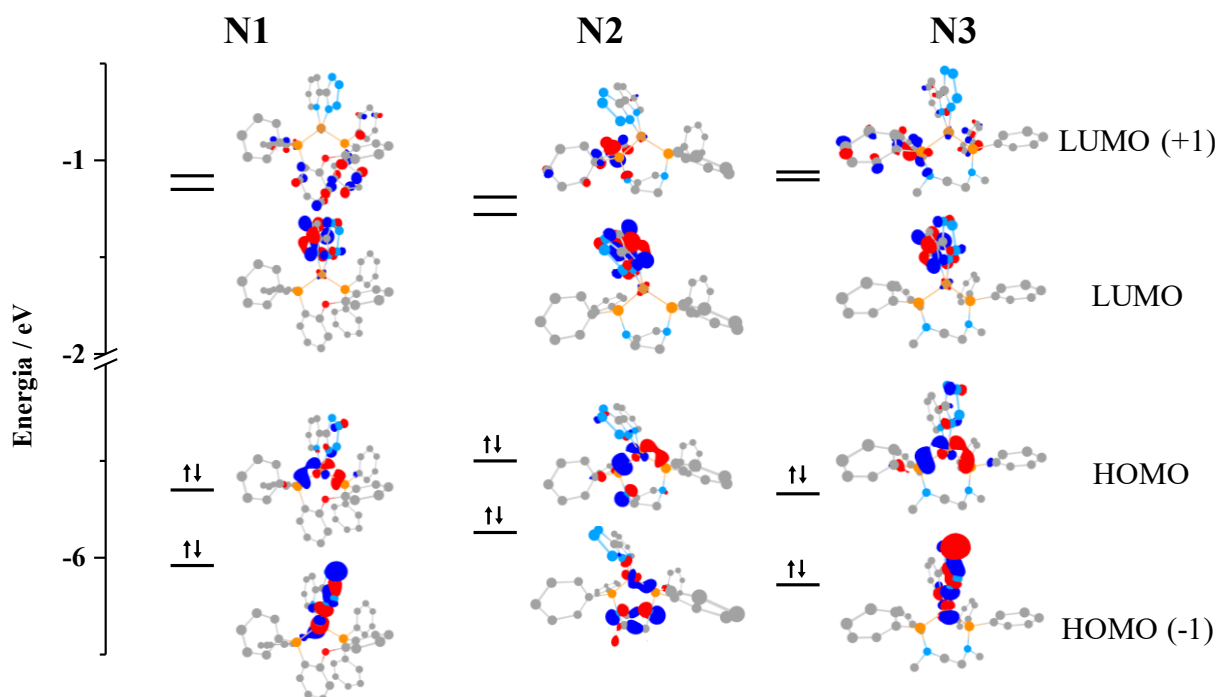 N1 N2 N3
LUMO (+1)
-1
LUMO
-2
Energia / eV
HOMO
-6
HOMO (-1)